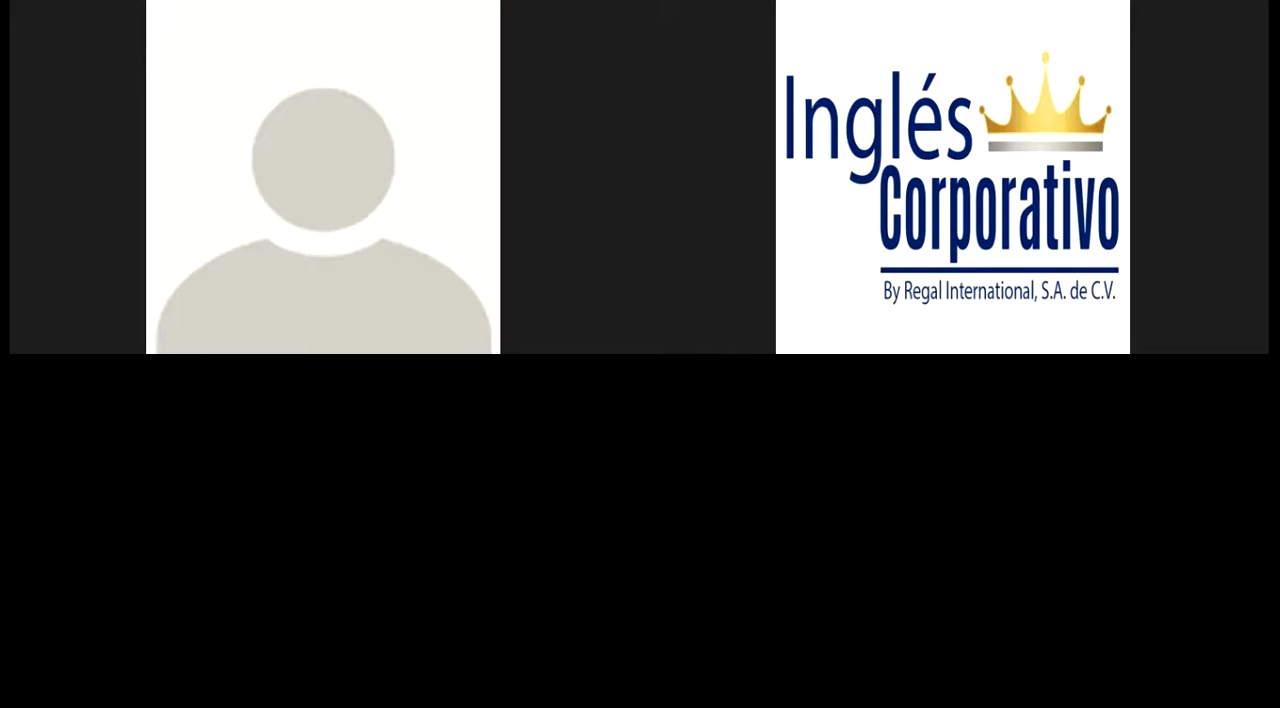 Inglés
Corporativo
By Regal International, S.A. de C.V.